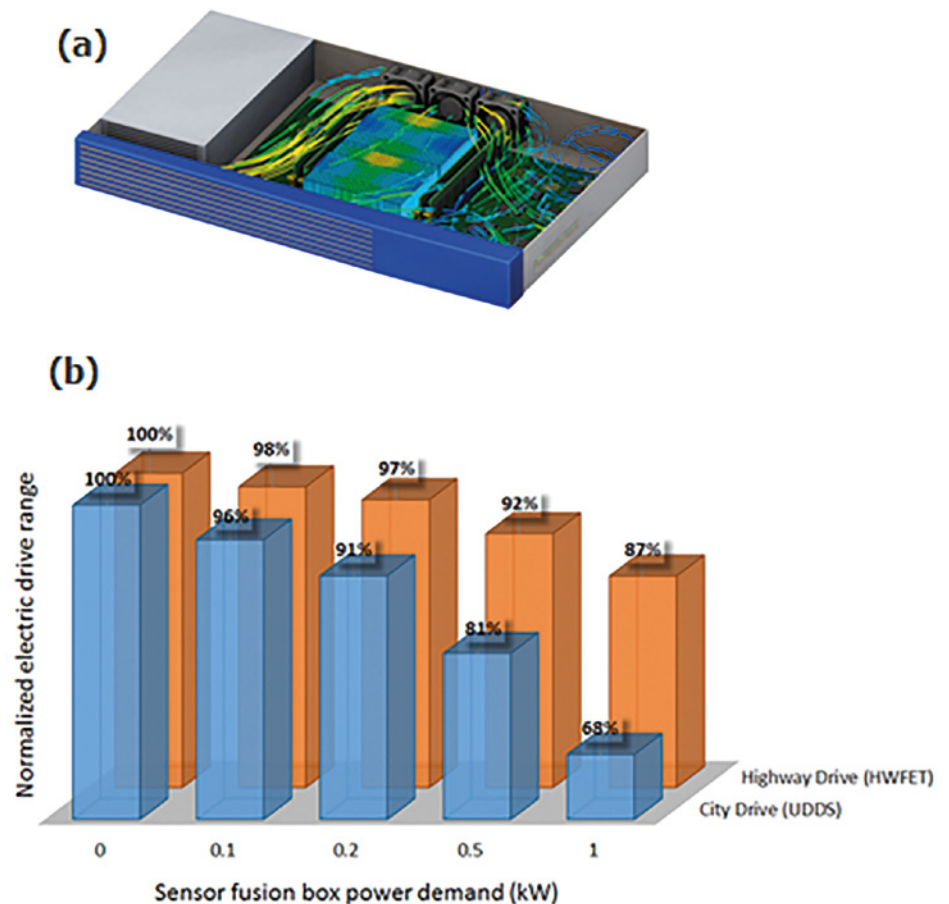 (a)
(b)
100%
98%
97%
92%
87%
100%
96%
91%
81%
68%
Normalized electric drive range
Highway Drive (HWFET)
City Drive (UDDS)
0 0.1 0.2 0.5 1
Sensor fusion box power demand (kW)